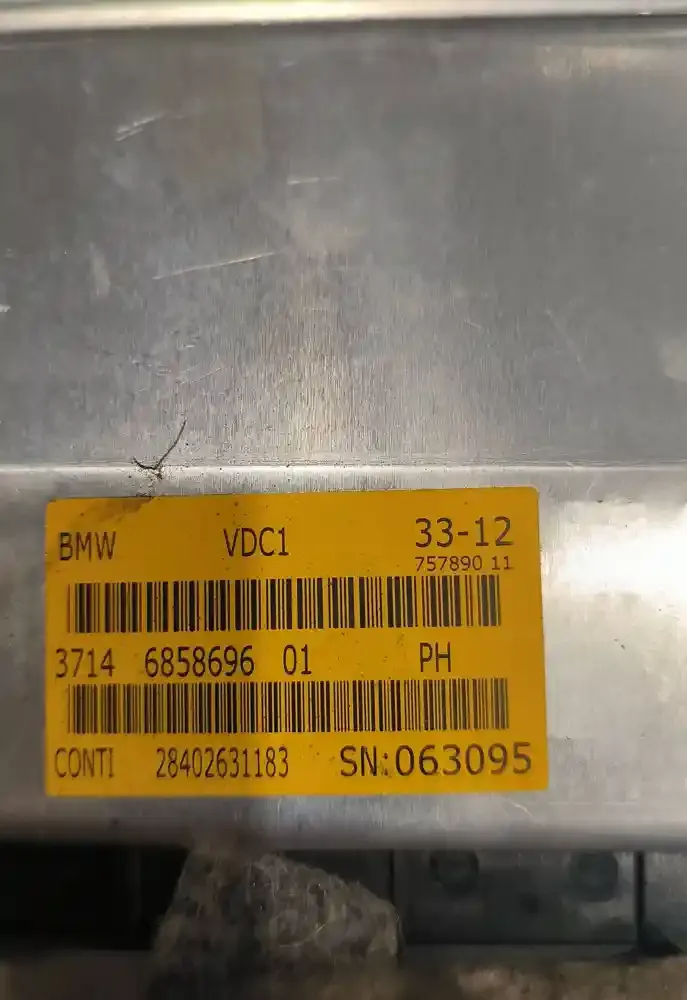 BMW VDC1 33-12
757890 11
3714 6858696 01 PH
CONTI 28402631183 SN:063095